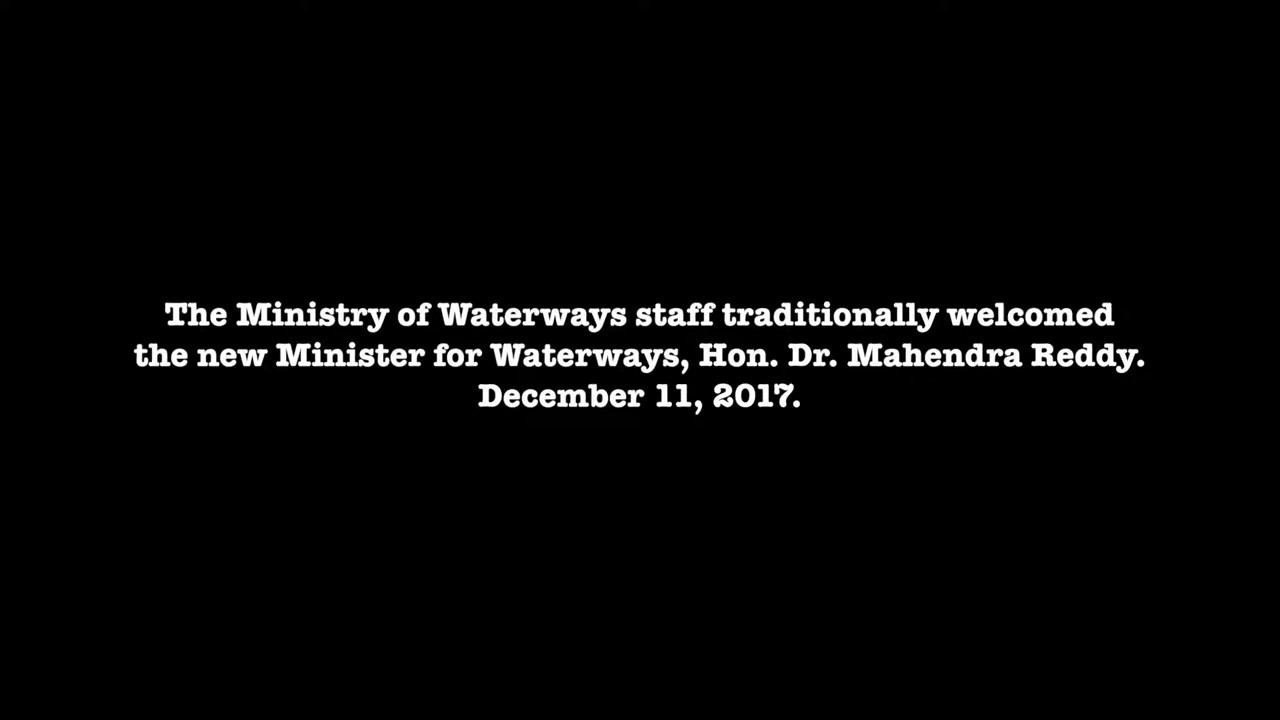 The Ministry of Waterways staff traditionally welcomed
the new Minister for Waterways, Hon. Dr. Mahendra Reddy.
December 11, 2017.